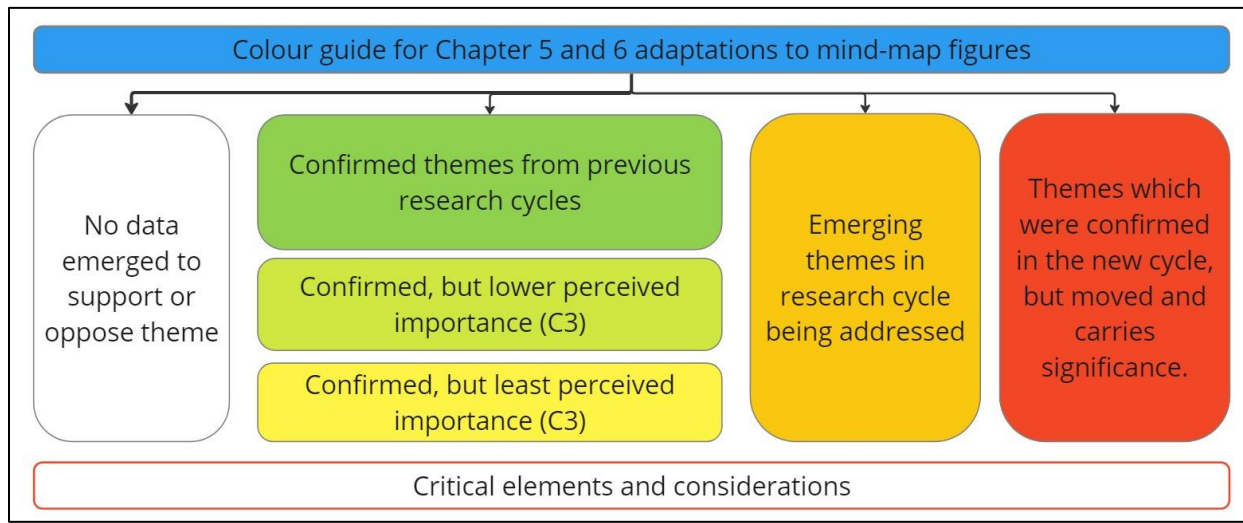 Colour guide for Chapter 5 and 6 adaptations to mind-map figures
No data
emerged to
support or
oppose theme
Confirmed themes from previous
research cycles
Confirmed, but lower perceived
importance (C3)
Confirmed, but least perceived
importance (C3)
Emerging
themes in
research cycle
being addressed
Themes which
were confirmed
in the new cycle,
but moved and
carries
significance.
Critical elements and considerations